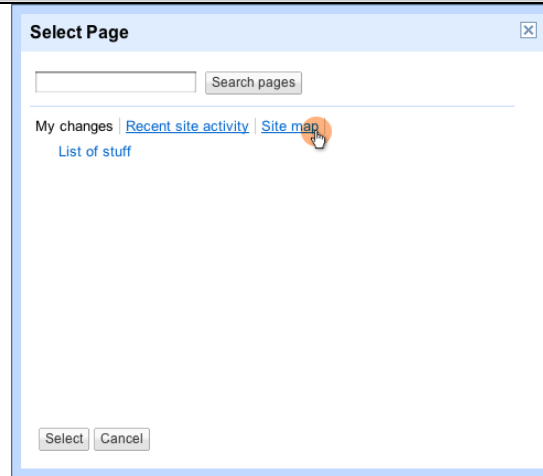 Select Page
Search pages
My changes Recent site activity Site map
List of stuff
Select Cancel